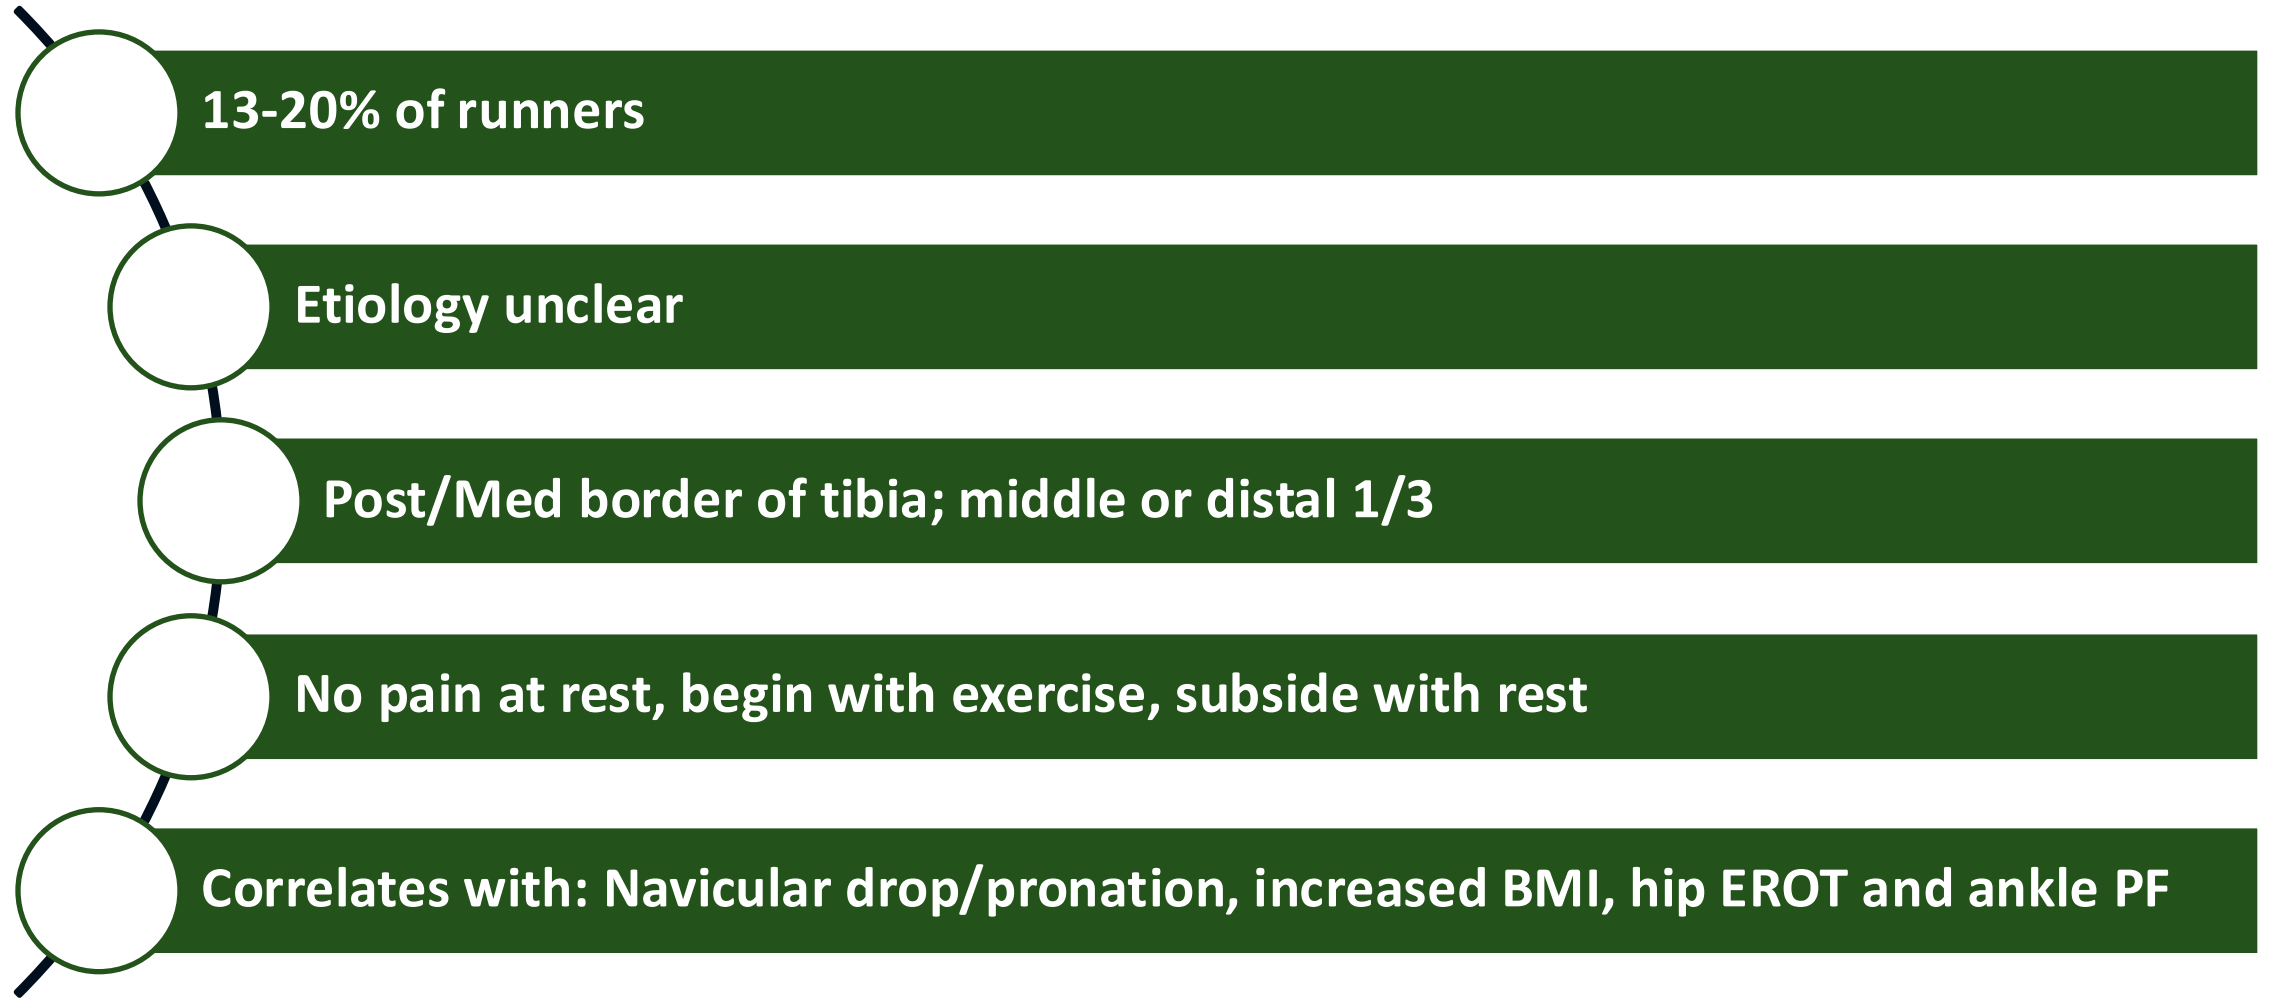 13-20% of runners
Etiology unclear
Post/Med border of tibia; middle or distal 1/3
No pain at rest, begin with exercise, subside with rest
Correlates with: Navicular drop/pronation, increased BMI, hip EROT and ankle PF